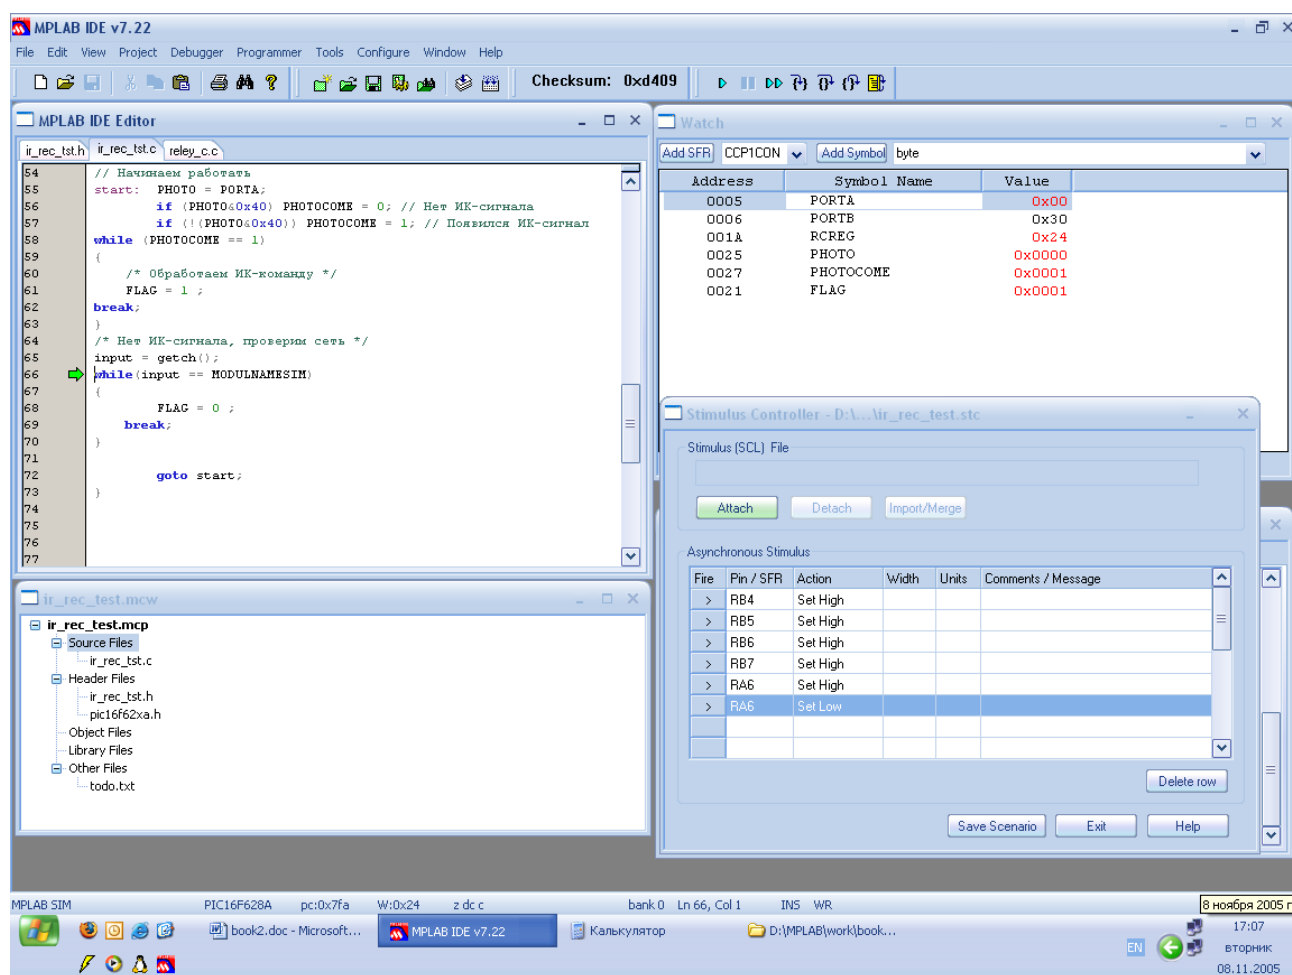 MPLAB IDE v7.22
File Edit View Project Debugger Programmer Tools Configure Window Help
Checksum: 0xd409
MPLAB IDE Editor
ir_rec_tst.h ir_rec_tst.c reley_c.c
54 // Начинаем работать
55 start: PHOTO = PORTA;
56 if (PHOTO&0x40) PHOTOCOME = 0; // Нет ИК-сигнала
57 if (!(PHOTO&0x40)) PHOTOCOME = 1; // Появился ИК-сигнал
58 while (PHOTOCOME == 1)
59 {
60 /* Обработаем ИК-команду */
61 FLAG = 1 ;
62 break;
63 }
64 /* Нет ИК-сигнала, проверим сеть */
65 input = getch();
66 while(input == MODULNAMESIM)
67 {
68 FLAG = 0 ;
69 break;
70 }
71
72 goto start;
73 }
74
75
76
77
Watch
Add SFR CCP1CON Add Symbol byte
Address Symbol Name Value
0005 PORTA 0x00
0006 PORTB 0x30
001A RCREG 0x24
0025 PHOTO 0x0000
0027 PHOTOCOME 0x0001
0021 FLAG 0x0001
Stimulus Controller - D:\...\ir_rec_test.stc
Stimulus (SCL) File
Attach Detach Import/Merge
Asynchronous Stimulus
Fire Pin / SFR Action Width Units Comments / Message
> RB4 Set High
> RB5 Set High
> RB6 Set High
> RB7 Set High
> RA6 Set High
> RA6 Set Low
Delete row
Save Scenario Exit Help
ir_rec_test.mcw
ir_rec_test.mcp
Source Files
ir_rec_tst.c
Header Files
ir_rec_tst.h
pic16f62xa.h
Object Files
Library Files
Other Files
todo.txt
MPLAB SIM PIC16F628A pc:0x7fa W:0x24 z dc c bank 0 Ln 66, Col 1 INS WR
8 ноября 2005 г
book2.doc - Microsoft... MPLAB IDE v7.22 Калькулятор D:\MPLAB\work\book...
EN
17:07
вторник
08.11.2005